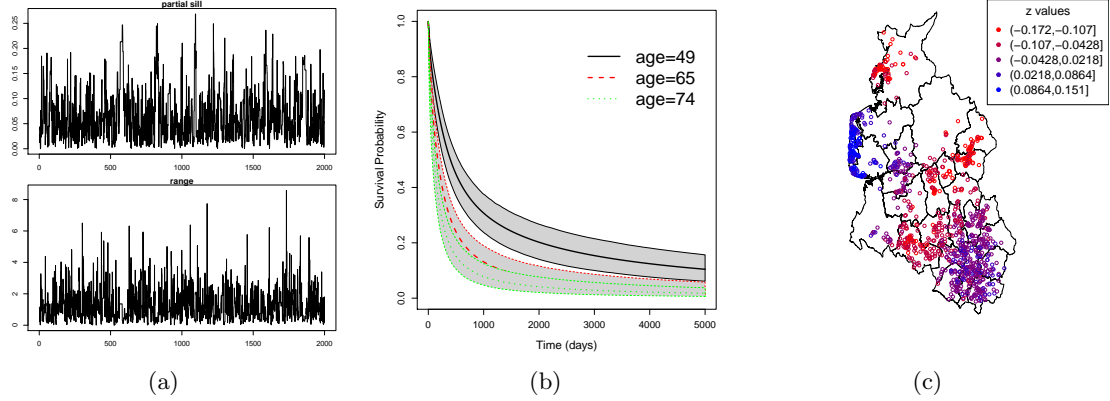 partial sill
0.25
0.20
0.15
0.10
0.05
0.00
0 500 1000 1500 2000
range
8
6
4
2
0
0 500 1000 1500 2000
(a)
Survival Probability
1.0
0.8
0.6
0.4
0.2
0.0
age=49
age=65
age=74
0 1000 2000 3000 4000 5000
Time (days)
(b)
z values
(−0.172,−0.107]
(−0.107,−0.0428]
(−0.0428,0.0218]
(0.0218,0.0864]
(0.0864,0.151]
(c)